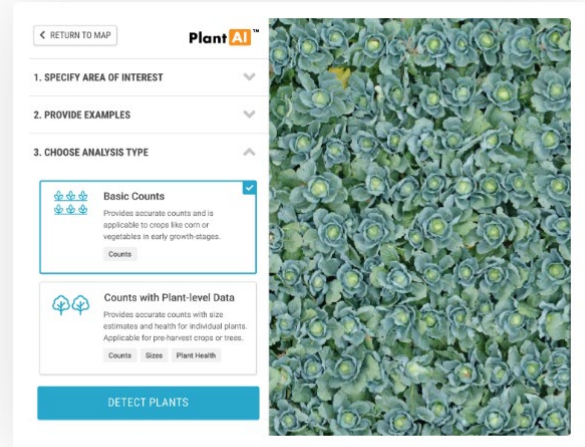 RETURN TO MAP
Plant AI ™
1. SPECIFY AREA OF INTEREST
2. PROVIDE EXAMPLES
3. CHOOSE ANALYSIS TYPE
Basic Counts
Provides accurate counts and is
applicable to crops like corn or
vegetables in early growth-stages.
Counts
Counts with Plant-level Data
Provides accurate counts with size
estimates and health for individual plants.
Applicable for pre-harvest crops or trees.
Counts Sizes Plant Health
DETECT PLANTS